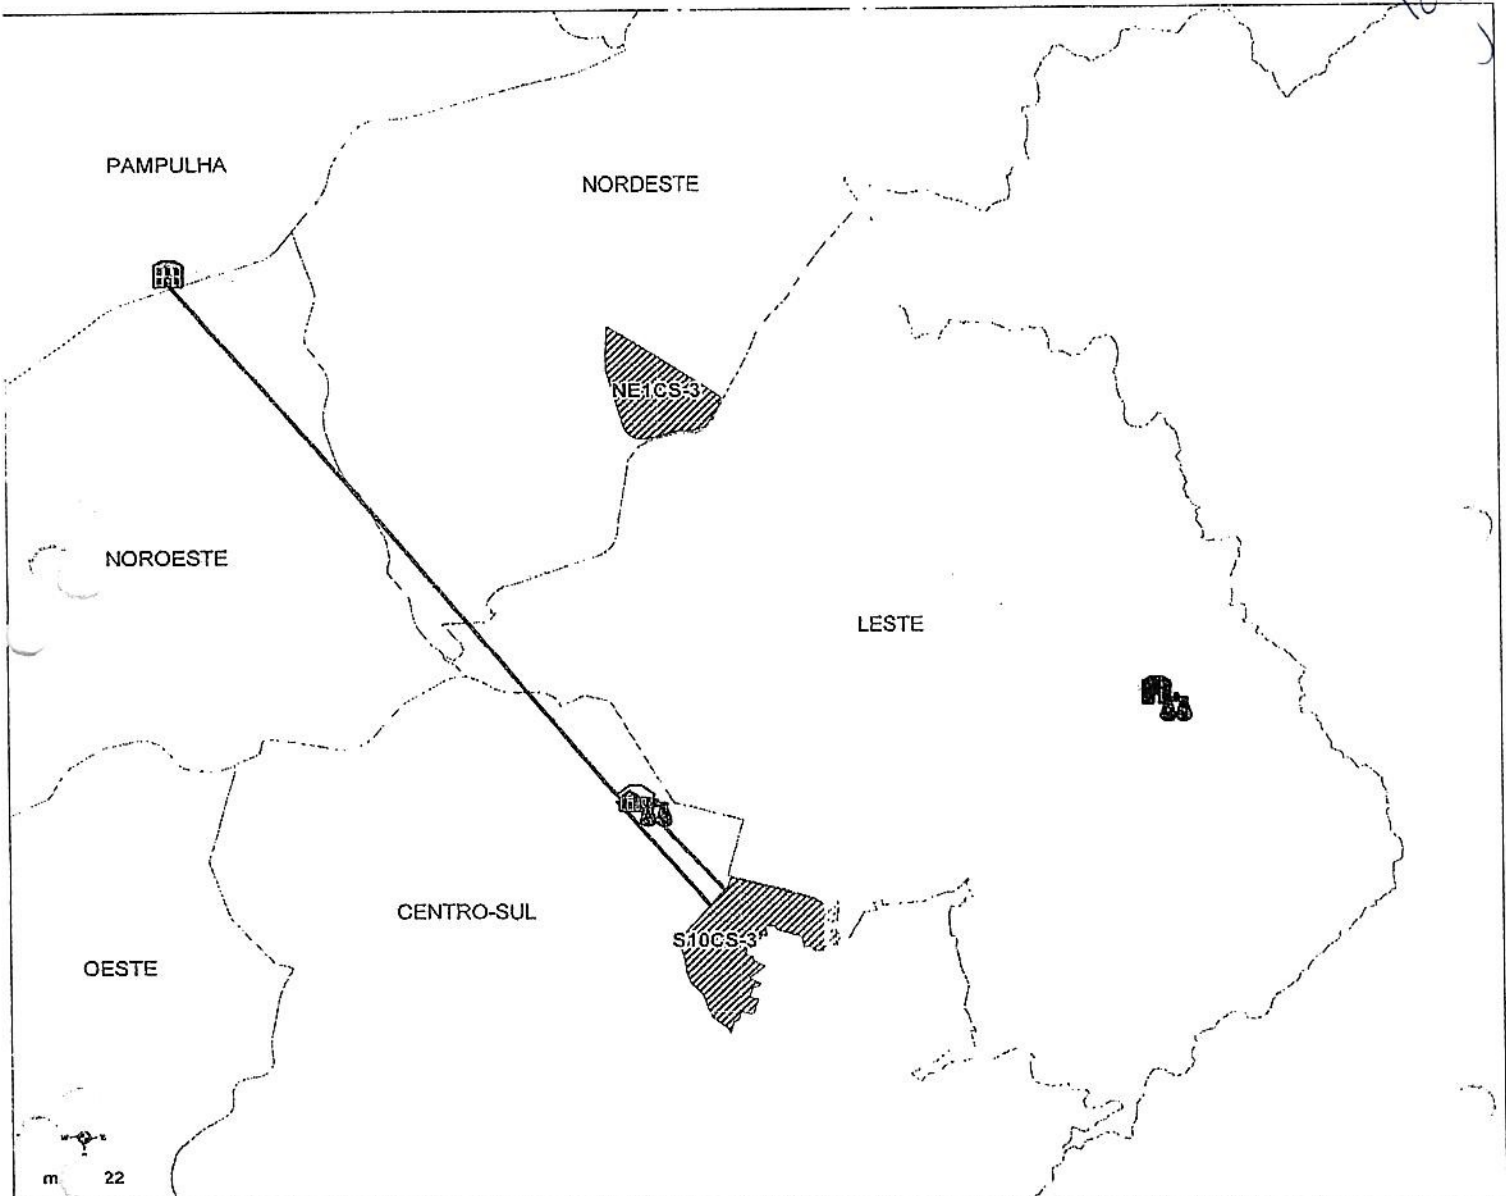 PAMPULHA
NORDESTE
NE1CS-3
NOROESTE
LESTE
CENTRO-SUL
S10CS-3
OESTE
m 22